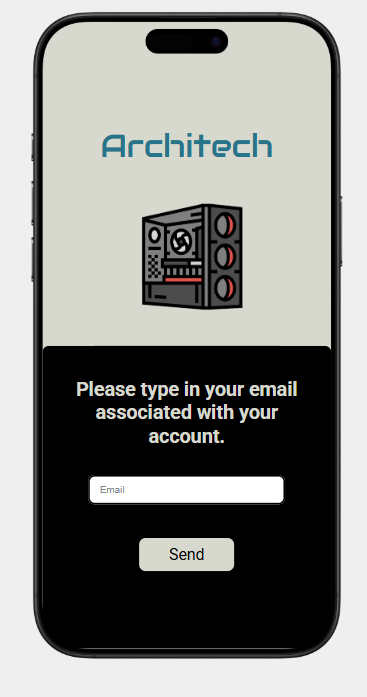 Architech
Please type in your email
associated with your
account.
Email
Send